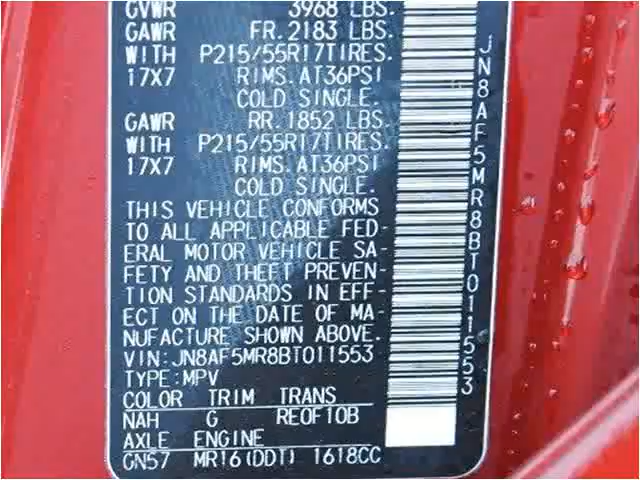 GVWR 3968 LBS.
GAWR FR. 2183 LBS.
WITH P215/55R17TIRES.
17X7 RIMS. AT36PSI
COLD SINGLE.
GAWR RR. 1852 LBS.
WITH P215/55R17TIRES.
17X7 RIMS. AT36PSI
COLD SINGLE.
THIS VEHICLE CONFORMS
TO ALL APPLICABLE FED-
ERAL MOTOR VEHICLE SA-
FETY AND THEFT PREVEN-
TION STANDARDS IN EFF-
ECT ON THE DATE OF MA-
NUFACTURE SHOWN ABOVE.
VIN: JN8AF5MR8BT011553
TYPE: MPV
COLOR TRIM TRANS
NAH G RE0F10B
AXLE ENGINE
GN57 MR16(DDT) 1618CC
JN8AF5MR8BT011553